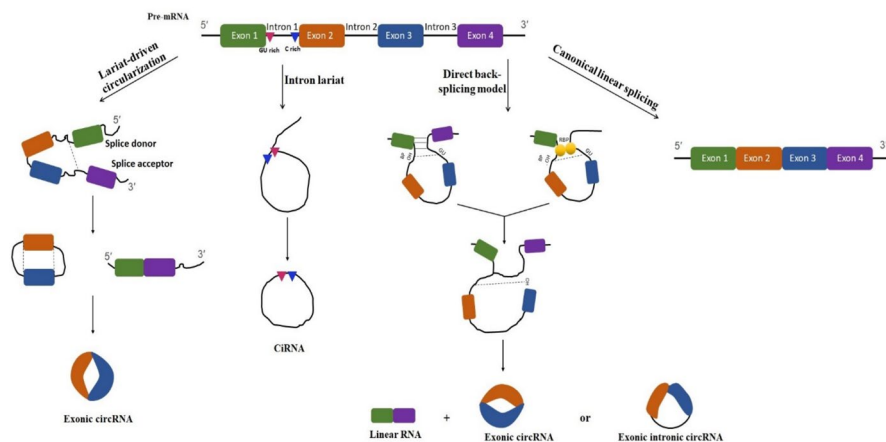 Pre-mRNA
5' Exon 1 Intron 1 Exon 2 Intron 2 Exon 3 Intron 3 Exon 4 3'
GU rich C rich
Lariat-driven
circularization
Intron lariat
Direct back-
splicing model
Canonical linear splicing
5'
Splice donor
Splice acceptor
3'
RBP
GU
GU
5' Exon 1 Exon 2 Exon 3 Exon 4 3'
5' 3'
CiRNA
Exonic circRNA
Linear RNA + Exonic circRNA or Exonic intronic circRNA